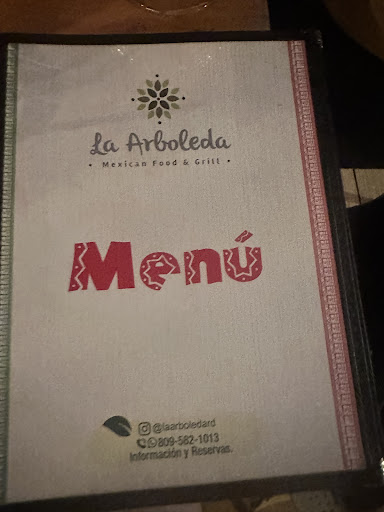 La Arboleda
• Mexican Food & Grill •
Menú
@laarboledard
809-582-1013
Información y Reservas.